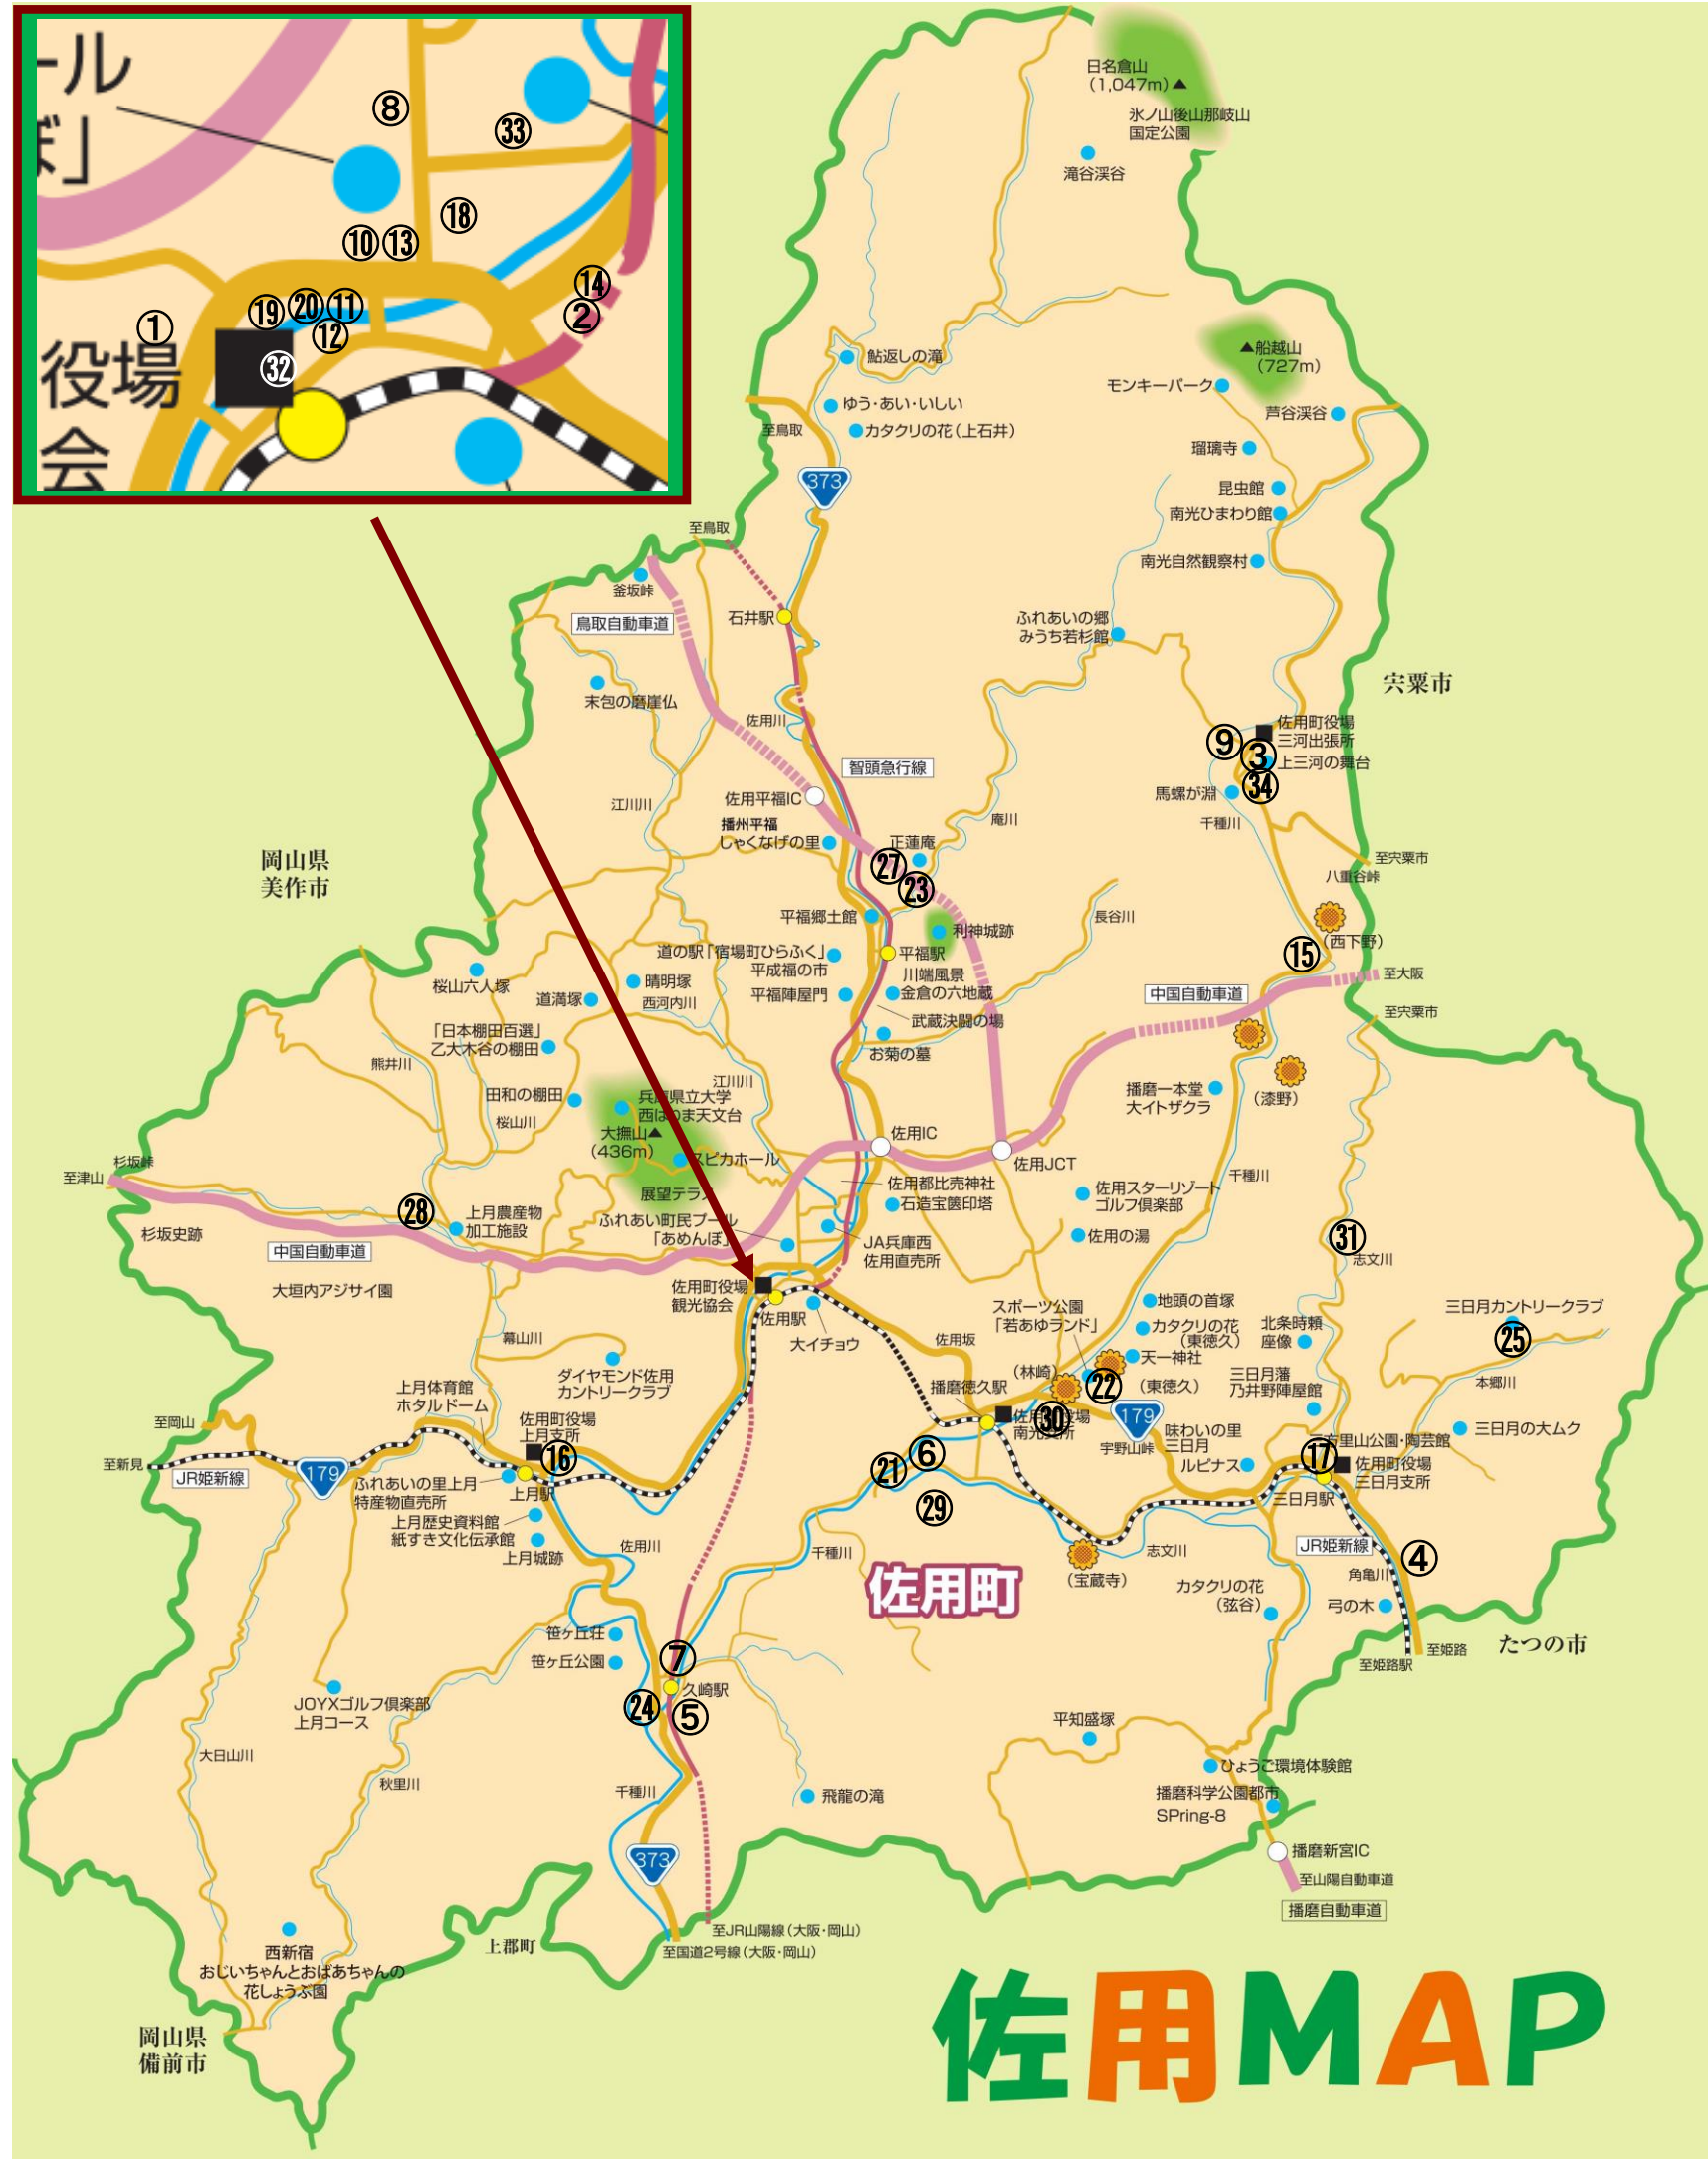 ール
ぼ」
⑧
㉝
⑱
⑩⑬
⑭
②
①
⑲⑳⑪
⑫
㉜
役場
会
日名倉山
(1,047m)▲
氷ノ山後山那岐山
国定公園
滝谷渓谷
▲船越山
(727m)
モンキーパーク
芦谷渓谷
瑠璃寺
昆虫館
南光ひまわり館
南光自然観察村
ふれあいの郷
みうち若杉館
鮎返しの滝
ゆう・あい・いしい
カタクリの花(上石井)
至鳥取
373
至鳥取
釜坂峠
鳥取自動車道
石井駅
末包の磨崖仏
佐用川
智頭急行線
宍粟市
佐用町役場
三河出張所
⑨
③
上三河の舞台
㉞
馬螺が淵
千種川
江川川
佐用平福IC
播州平福
しゃくなげの里
庵川
正蓮庵
㉗
㉓
岡山県
美作市
至宍粟市
八重谷峠
平福郷土館
利神城跡
長谷川
(西下野)
⑮
道の駅「宿場町ひらふく」
平成福の市
平福駅
川端風景
平福陣屋門
金倉の六地蔵
至大阪
中国自動車道
至宍粟市
桜山六人塚
晴明塚
道満塚
西河内川
武蔵決闘の場
お菊の墓
「日本棚田百選」
乙大木谷の棚田
熊井川
江川川
田和の棚田
桜山川
兵庫県立大学
西はりま天文台
大撫山▲
(436m)
スピカホール
展望テラス
播磨一本堂
大イトザクラ
(漆野)
佐用IC
佐用JCT
千種川
杉坂峠
至津山
杉坂史跡
㉘
上月農産物
加工施設
中国自動車道
佐用都比売神社
石造宝篋印塔
佐用スターリゾート
ゴルフ倶楽部
佐用の湯
ふれあい町民プール
「あめんぼ」
JA兵庫西
佐用直売所
㉛
志文川
大垣内アジサイ園
佐用町役場
観光協会
佐用駅
大イチョウ
幕山川
ダイヤモンド佐用
カントリークラブ
佐用坂
スポーツ公園
「若あゆランド」
地頭の首塚
カタクリの花
(東徳久)
天一神社
(東徳久)
北条時頼
座像
三日月カントリークラブ
㉕
本郷川
三日月藩
乃井野陣屋館
(林崎)
播磨徳久駅
㉒
㉚
南光支所
179
宇野山峠
味わいの里
三日月
ルピナス
三日月の大ムク
三方里山公園・陶芸館
⑰
佐用町役場
三日月支所
三日月駅
上月体育館
ホタルドーム
佐用町役場
上月支所
⑯
至岡山
至新見
JR姫新線
179
ふれあいの里上月
特産物直売所
上月駅
上月歴史資料館
紙すき文化伝承館
上月城跡
佐用川
⑥
㉑
㉙
千種川
佐用町
(宝蔵寺)
志文川
JR姫新線
④
角亀川
弓の木
カタクリの花
(弦谷)
至姫路
至姫路駅
たつの市
笹ヶ丘荘
笹ヶ丘公園
⑦
久崎駅
㉔
⑤
JOYXゴルフ倶楽部
上月コース
大日山川
秋里川
千種川
飛龍の滝
平知盛塚
ひょうご環境体験館
播磨科学公園都市
SPring-8
播磨新宮IC
至山陽自動車道
播磨自動車道
373
至JR山陽線(大阪・岡山)
至国道2号線(大阪・岡山)
上郡町
西新宿
おじいちゃんとおばあちゃんの
花しょうぶ園
岡山県
備前市
佐用MAP